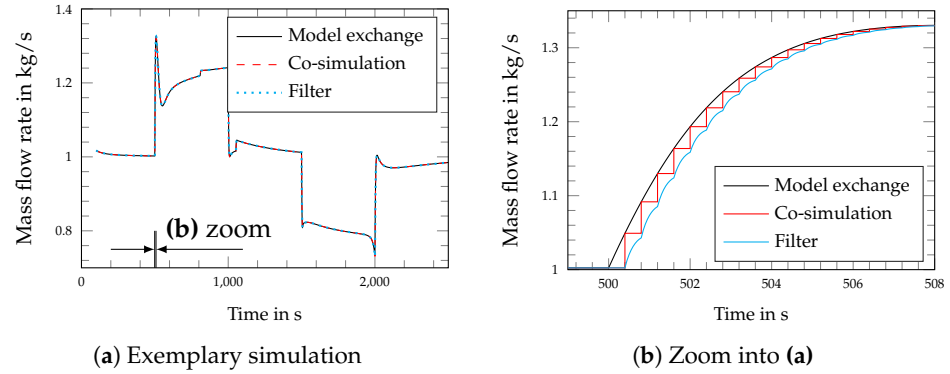 Mass flow rate in kg/s
1.4
1.2
1
0.8
Model exchange
Co-simulation
Filter
(b) zoom
0
1,000
2,000
Time in s
(a) Exemplary simulation
Mass flow rate in kg/s
1.3
1.2
1.1
1
Model exchange
Co-simulation
Filter
500
502
504
506
508
Time in s
(b) Zoom into (a)